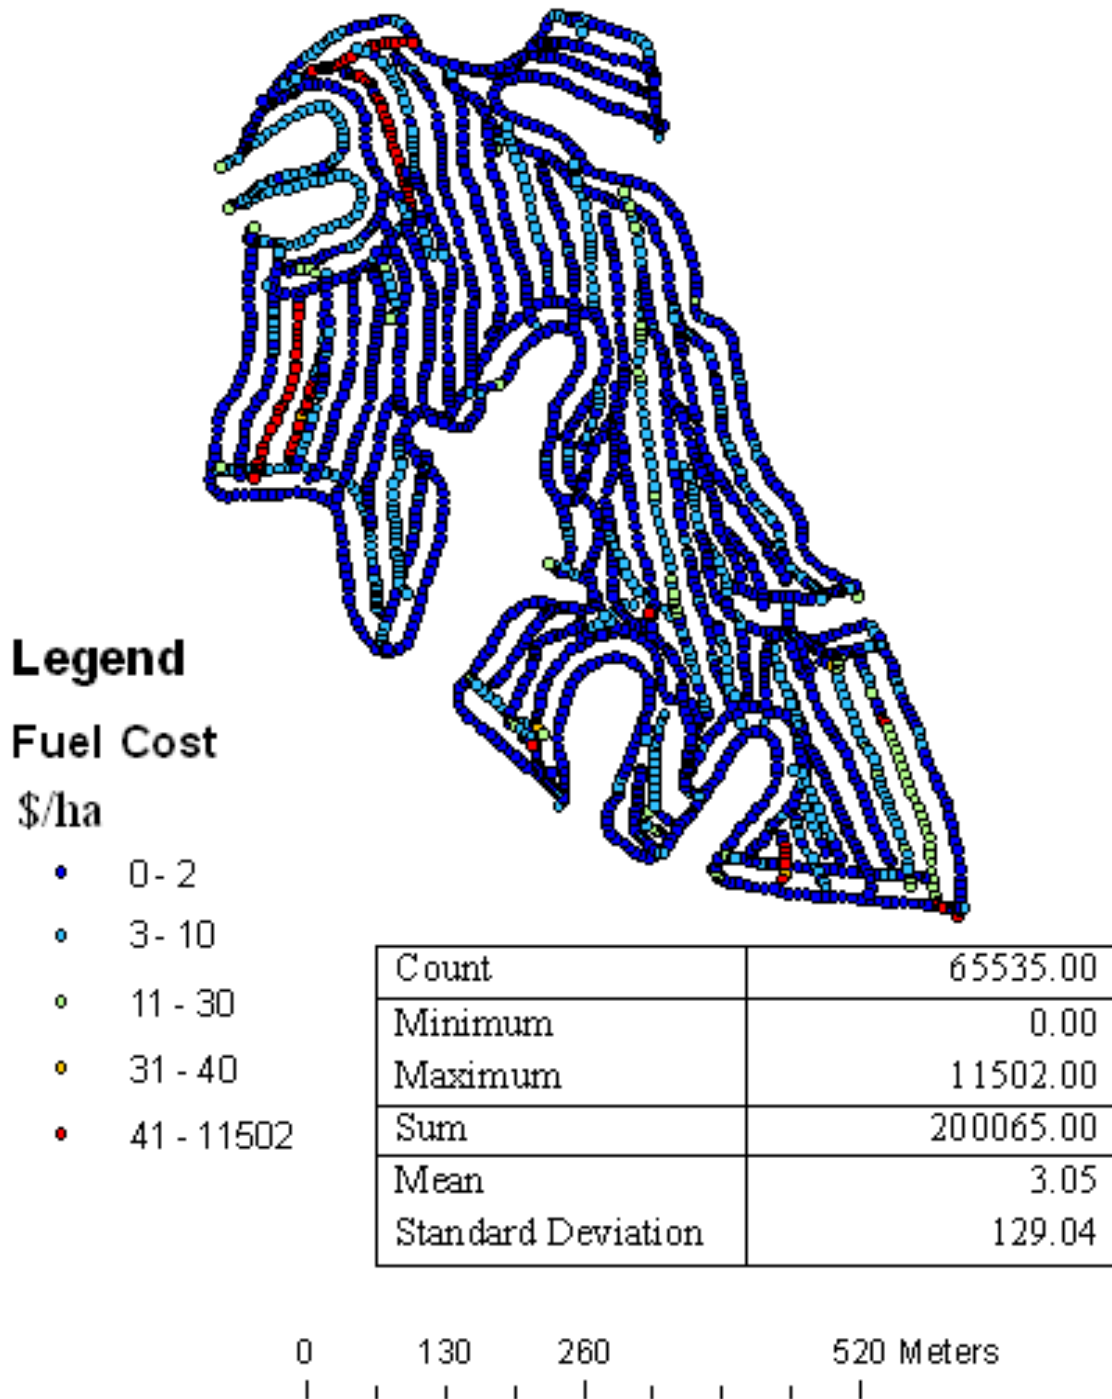 Legend
Fuel Cost
$/ha
0 - 2
3 - 10
11 - 30
31 - 40
41 - 11502
Count 65535.00
Minimum 0.00
Maximum 11502.00
Sum 200065.00
Mean 3.05
Standard Deviation 129.04
0 130 260 520 Meters